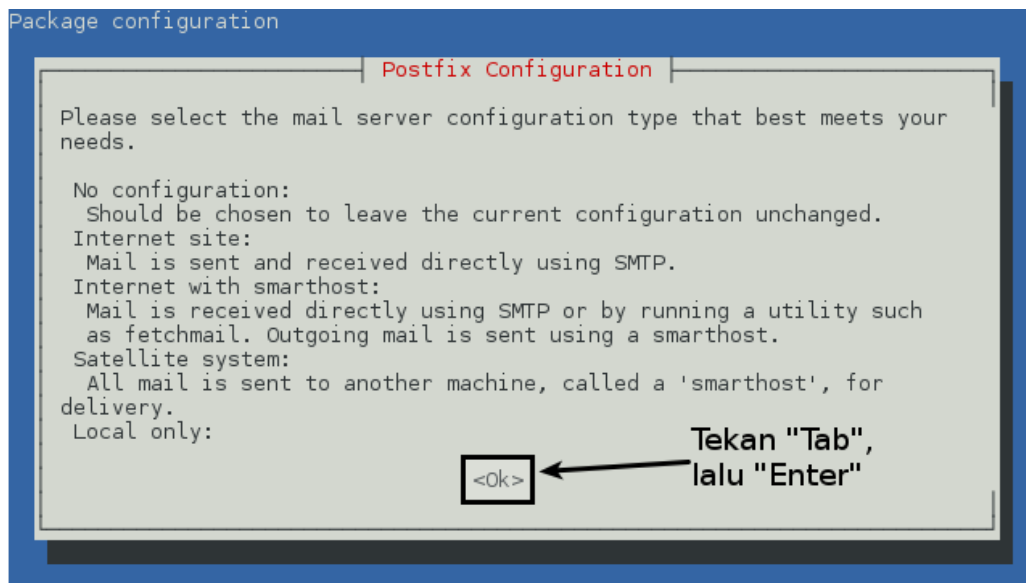 Package configuration
Postfix Configuration
Please select the mail server configuration type that best meets your
needs.
No configuration:
Should be chosen to leave the current configuration unchanged.
Internet site:
Mail is sent and received directly using SMTP.
Internet with smarthost:
Mail is received directly using SMTP or by running a utility such
as fetchmail. Outgoing mail is sent using a smarthost.
Satellite system:
All mail is sent to another machine, called a 'smarthost', for
delivery.
Local only:
Tekan "Tab",
lalu "Enter"
<Ok>